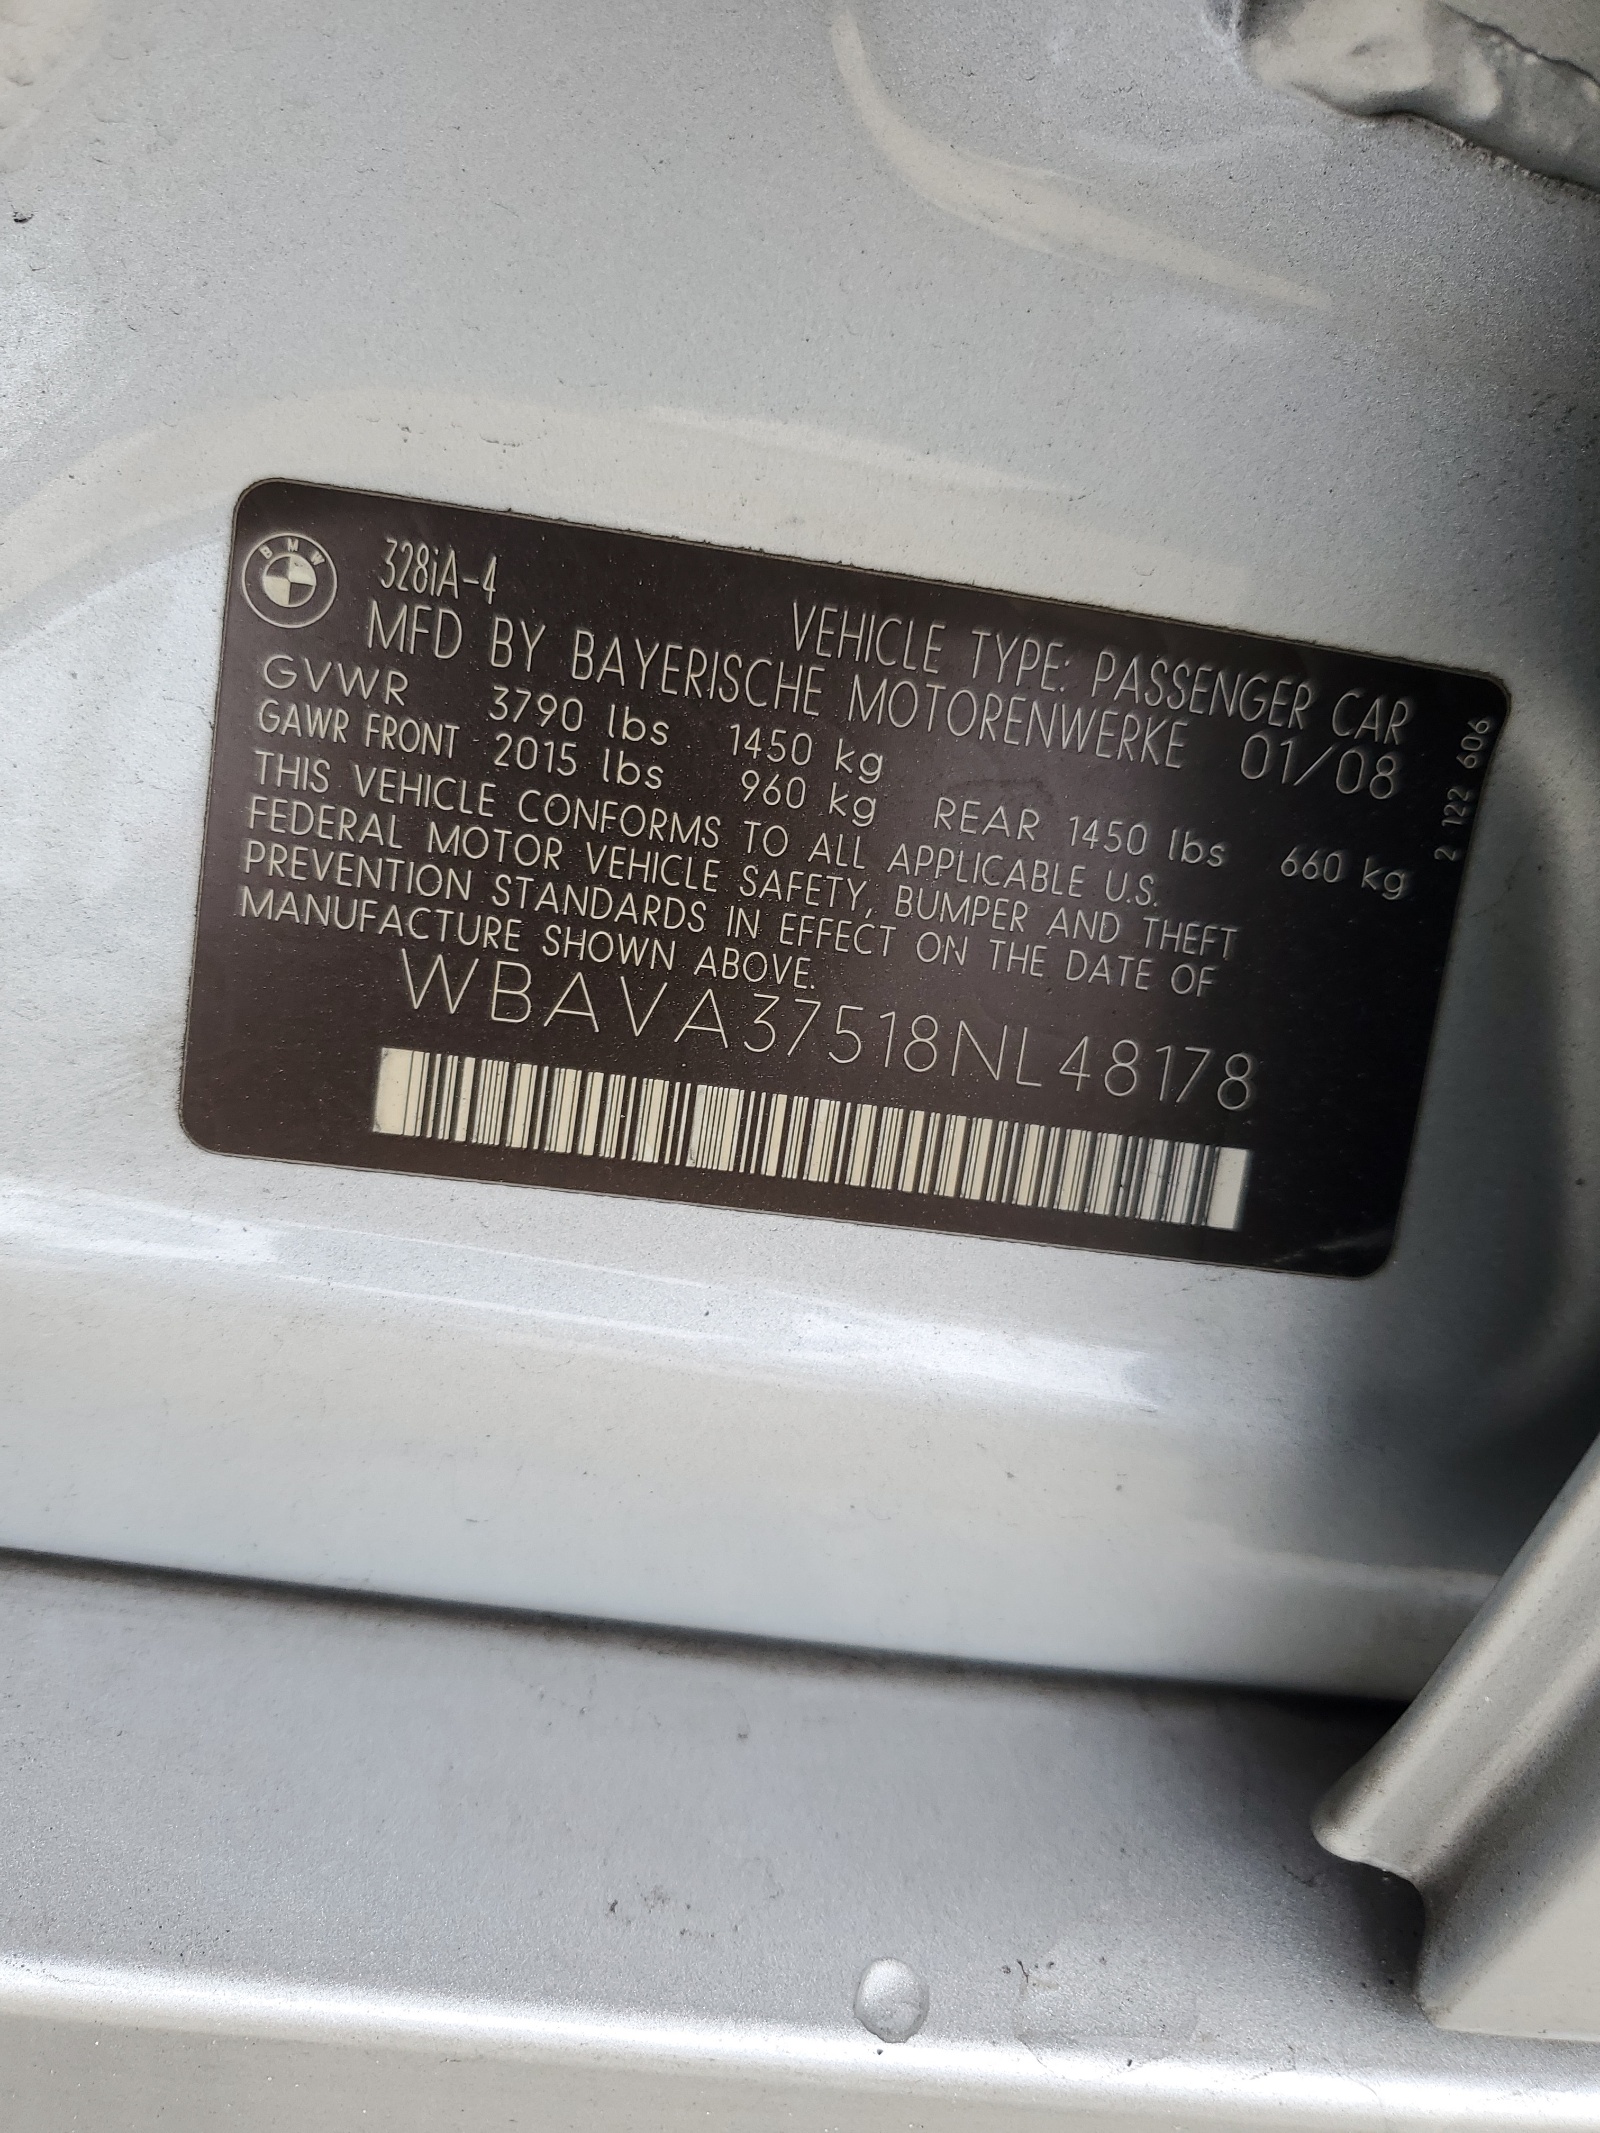 BMW
328iA-4
VEHICLE TYPE: PASSENGER CAR
MFD BY BAYERISCHE MOTORENWERKE 01/08
GVWR 3790 lbs 1450 kg
GAWR FRONT 2015 lbs 960 kg REAR 1450 lbs 660 kg
THIS VEHICLE CONFORMS TO ALL APPLICABLE U.S.
FEDERAL MOTOR VEHICLE SAFETY, BUMPER AND THEFT
PREVENTION STANDARDS IN EFFECT ON THE DATE OF
MANUFACTURE SHOWN ABOVE.
WBAVA37518NL48178
2 122 606